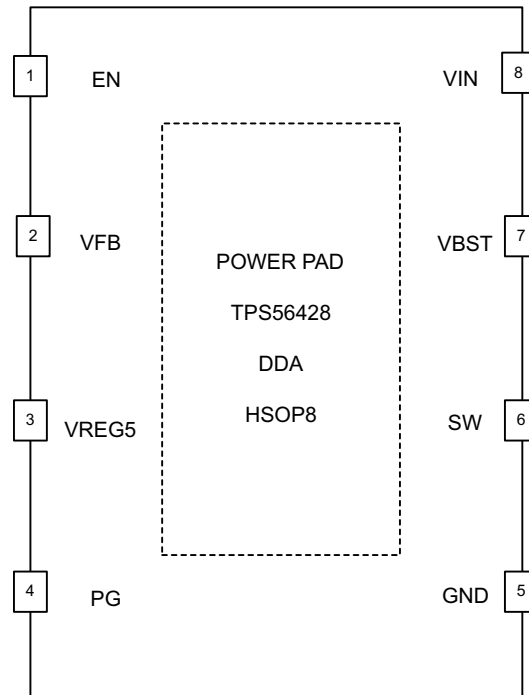 1 EN VIN 8
2 VFB VBST 7
POWER PAD
TPS56428
DDA
HSOP8
3 VREG5 SW 6
4 PG GND 5